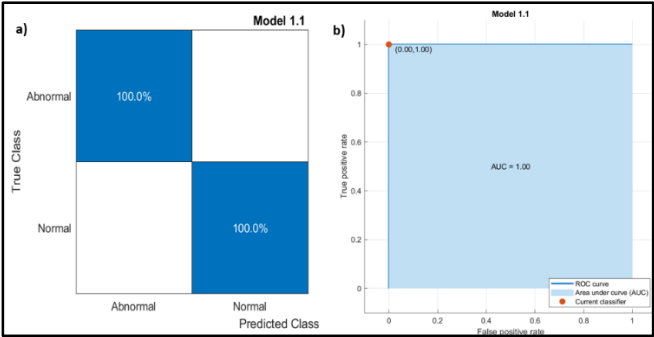 a)
Model 1.1
True Class
Abnormal
100.0%
Normal
100.0%
Abnormal
Normal
Predicted Class
b)
Model 1.1
True positive rate
1
0.8
0.6
0.4
0.2
0
(0.00,1.00)
AUC = 1.00
ROC curve
Area under curve (AUC)
Current classifier
0
0.2
0.4
0.6
0.8
1
False positive rate